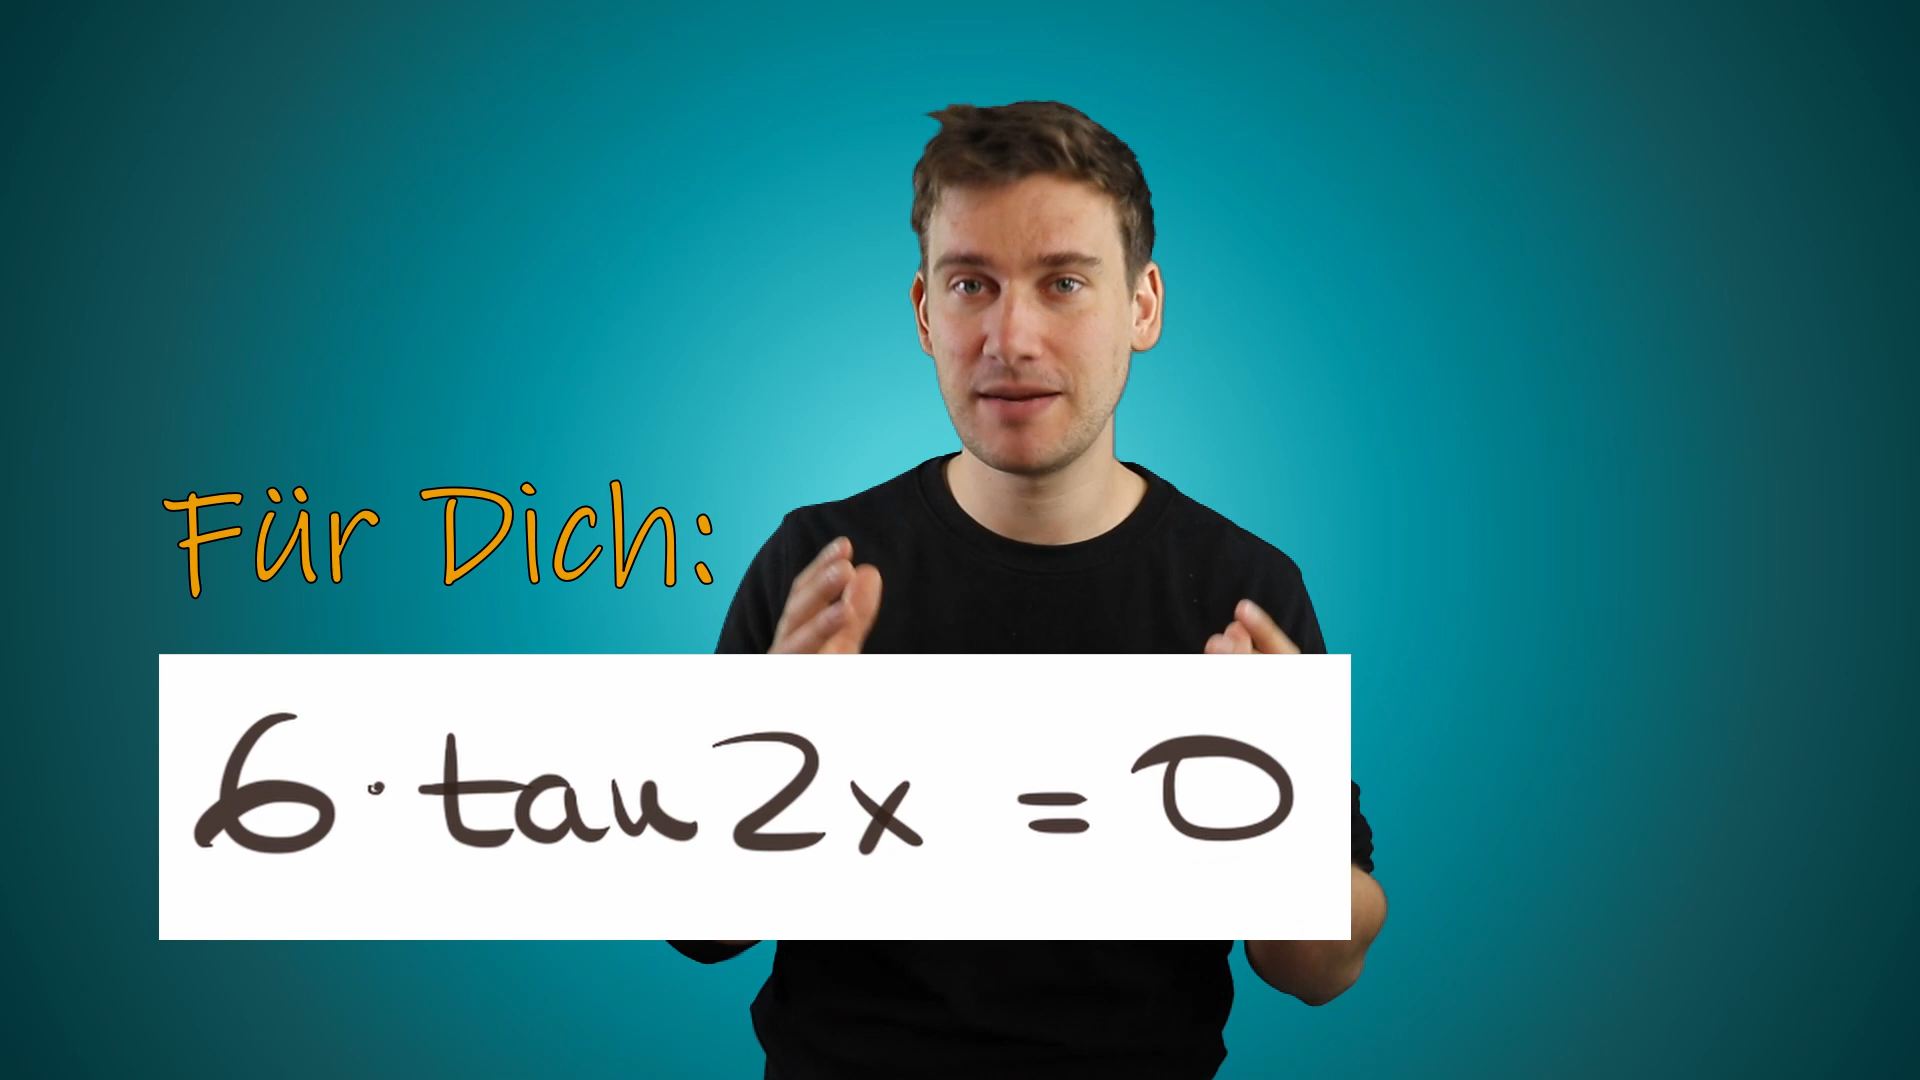 Für Dich:
6 · tan 2x = 0